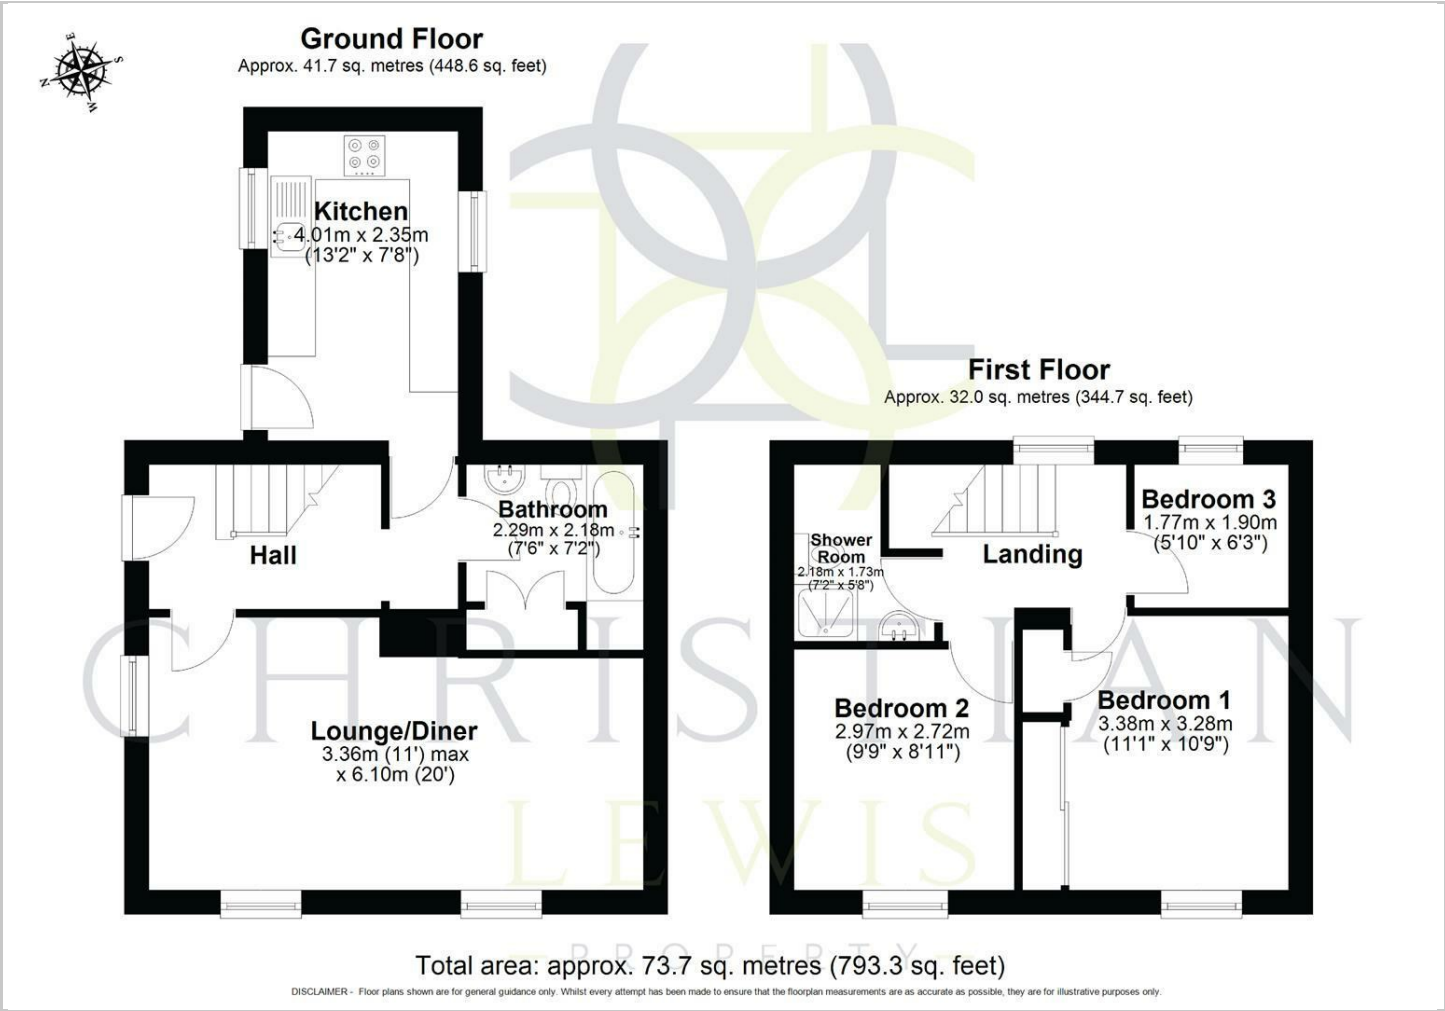 E
S
N
W
Ground Floor
Approx. 41.7 sq. metres (448.6 sq. feet)
Kitchen
4.01m x 2.35m
(13'2" x 7'8")
Bathroom
2.29m x 2.18m
(7'6" x 7'2")
Hall
Lounge/Diner
3.36m (11') max
x 6.10m (20')
First Floor
Approx. 32.0 sq. metres (344.7 sq. feet)
Bedroom 3
1.77m x 1.90m
(5'10" x 6'3")
Shower
Room
2.18m x 1.73m
(7'2" x 5'8")
Landing
Bedroom 2
2.97m x 2.72m
(9'9" x 8'11")
Bedroom 1
3.38m x 3.28m
(11'1" x 10'9")
CHRISTIAN
LEWIS
PROPERTY
Total area: approx. 73.7 sq. metres (793.3 sq. feet)
DISCLAIMER - Floor plans shown are for general guidance only. Whilst every attempt has been made to ensure that the floorplan measurements are as accurate as possible, they are for illustrative purposes only.